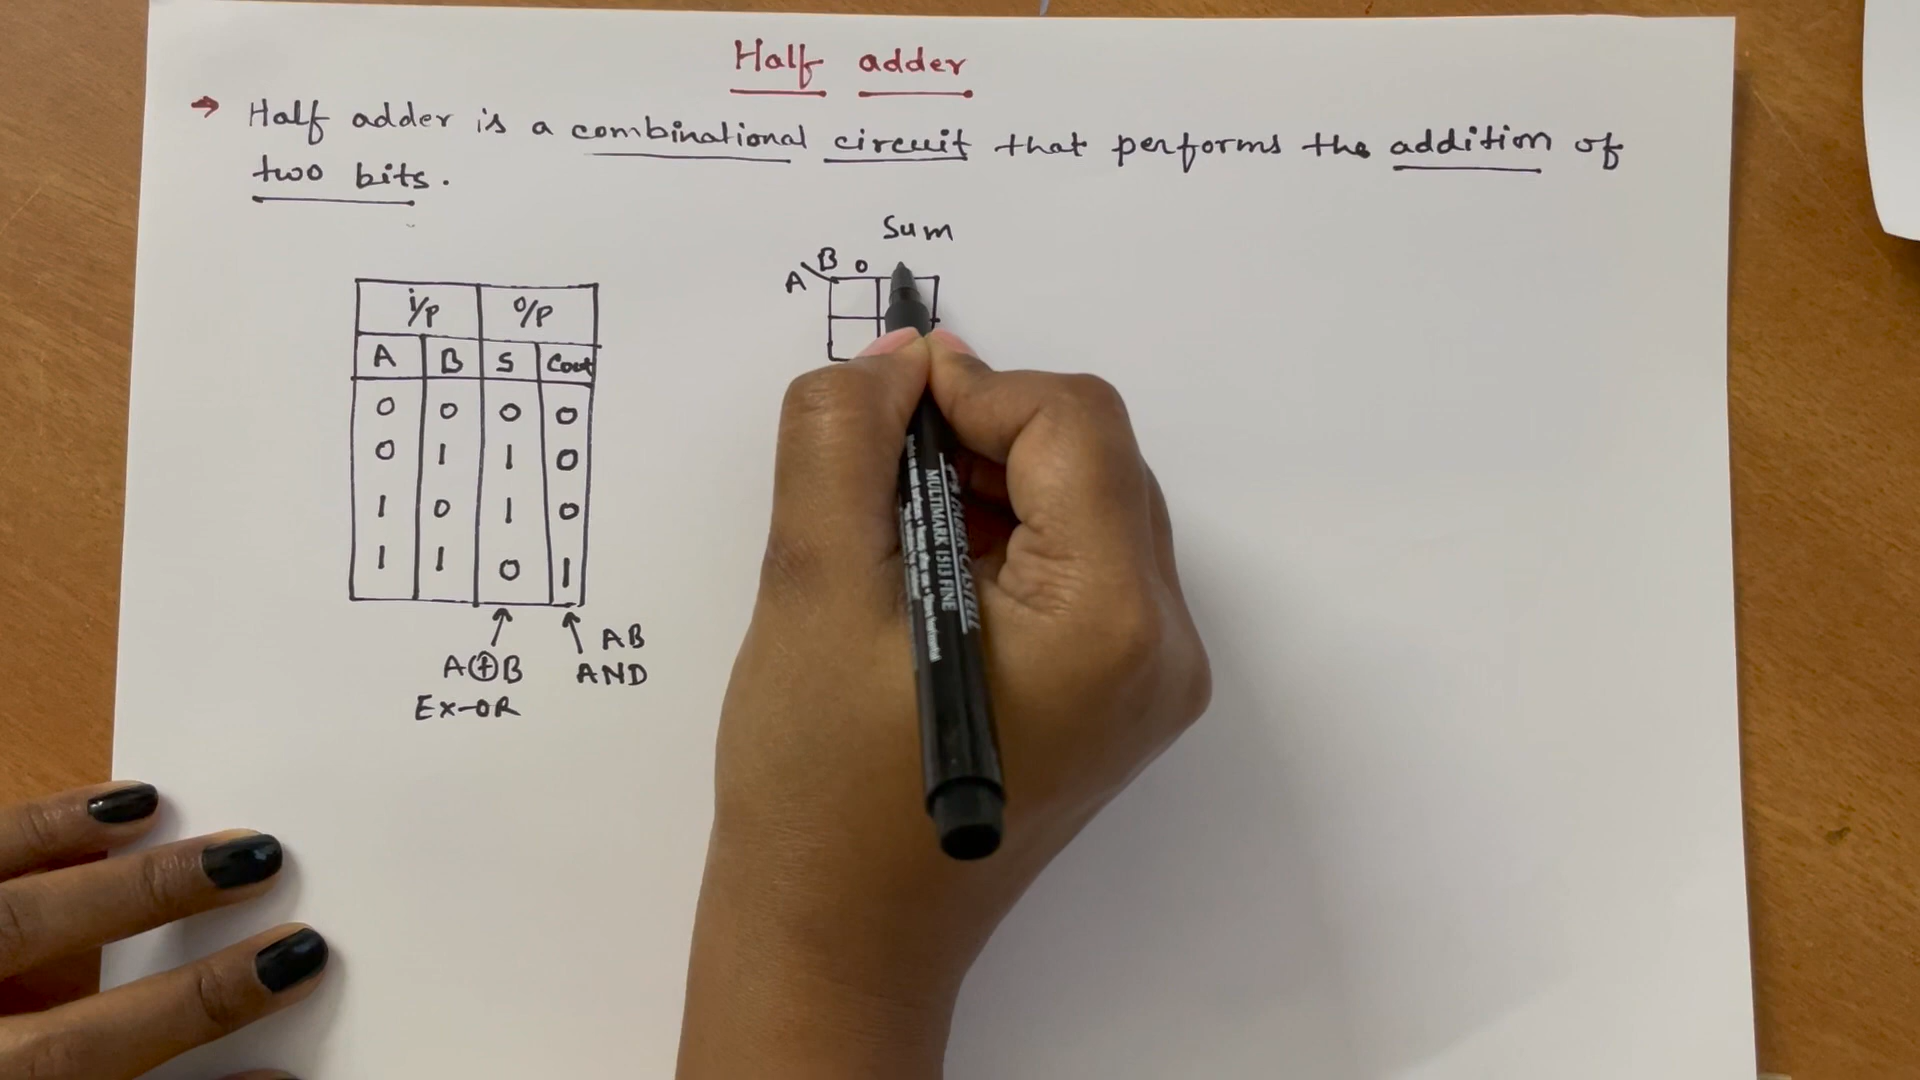 Half adder
→ Half adder is a combinational circuit that performs the addition of
two bits.
Sum
A B 0
i/p o/p
A B S Cout
0 0 0 0
0 1 1 0
1 0 1 0
1 1 0 1
A⊕B AB
Ex-OR AND
FABER-CASTELL
MULTIMARK 1513 FINE